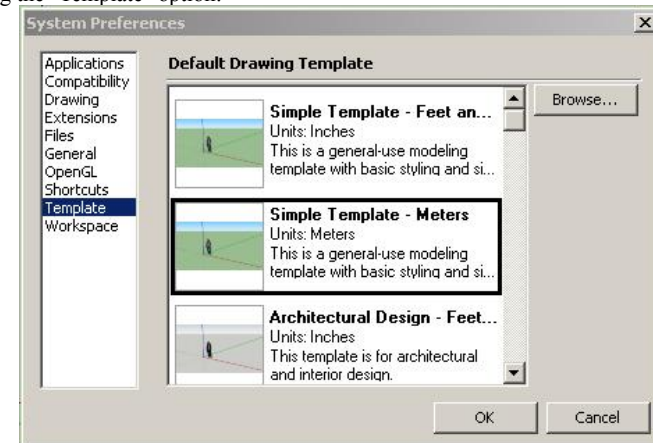 g the "Template" option.
System Preferences
Applications
Compatibility
Drawing
Extensions
Files
General
OpenGL
Shortcuts
Template
Workspace
Default Drawing Template
Simple Template - Feet an...
Units: Inches
This is a general-use modeling
template with basic styling and si...
Simple Template - Meters
Units: Meters
This is a general-use modeling
template with basic styling and si...
Architectural Design - Feet...
Units: Inches
This template is for architectural
and interior design.
Browse...
OK
Cancel